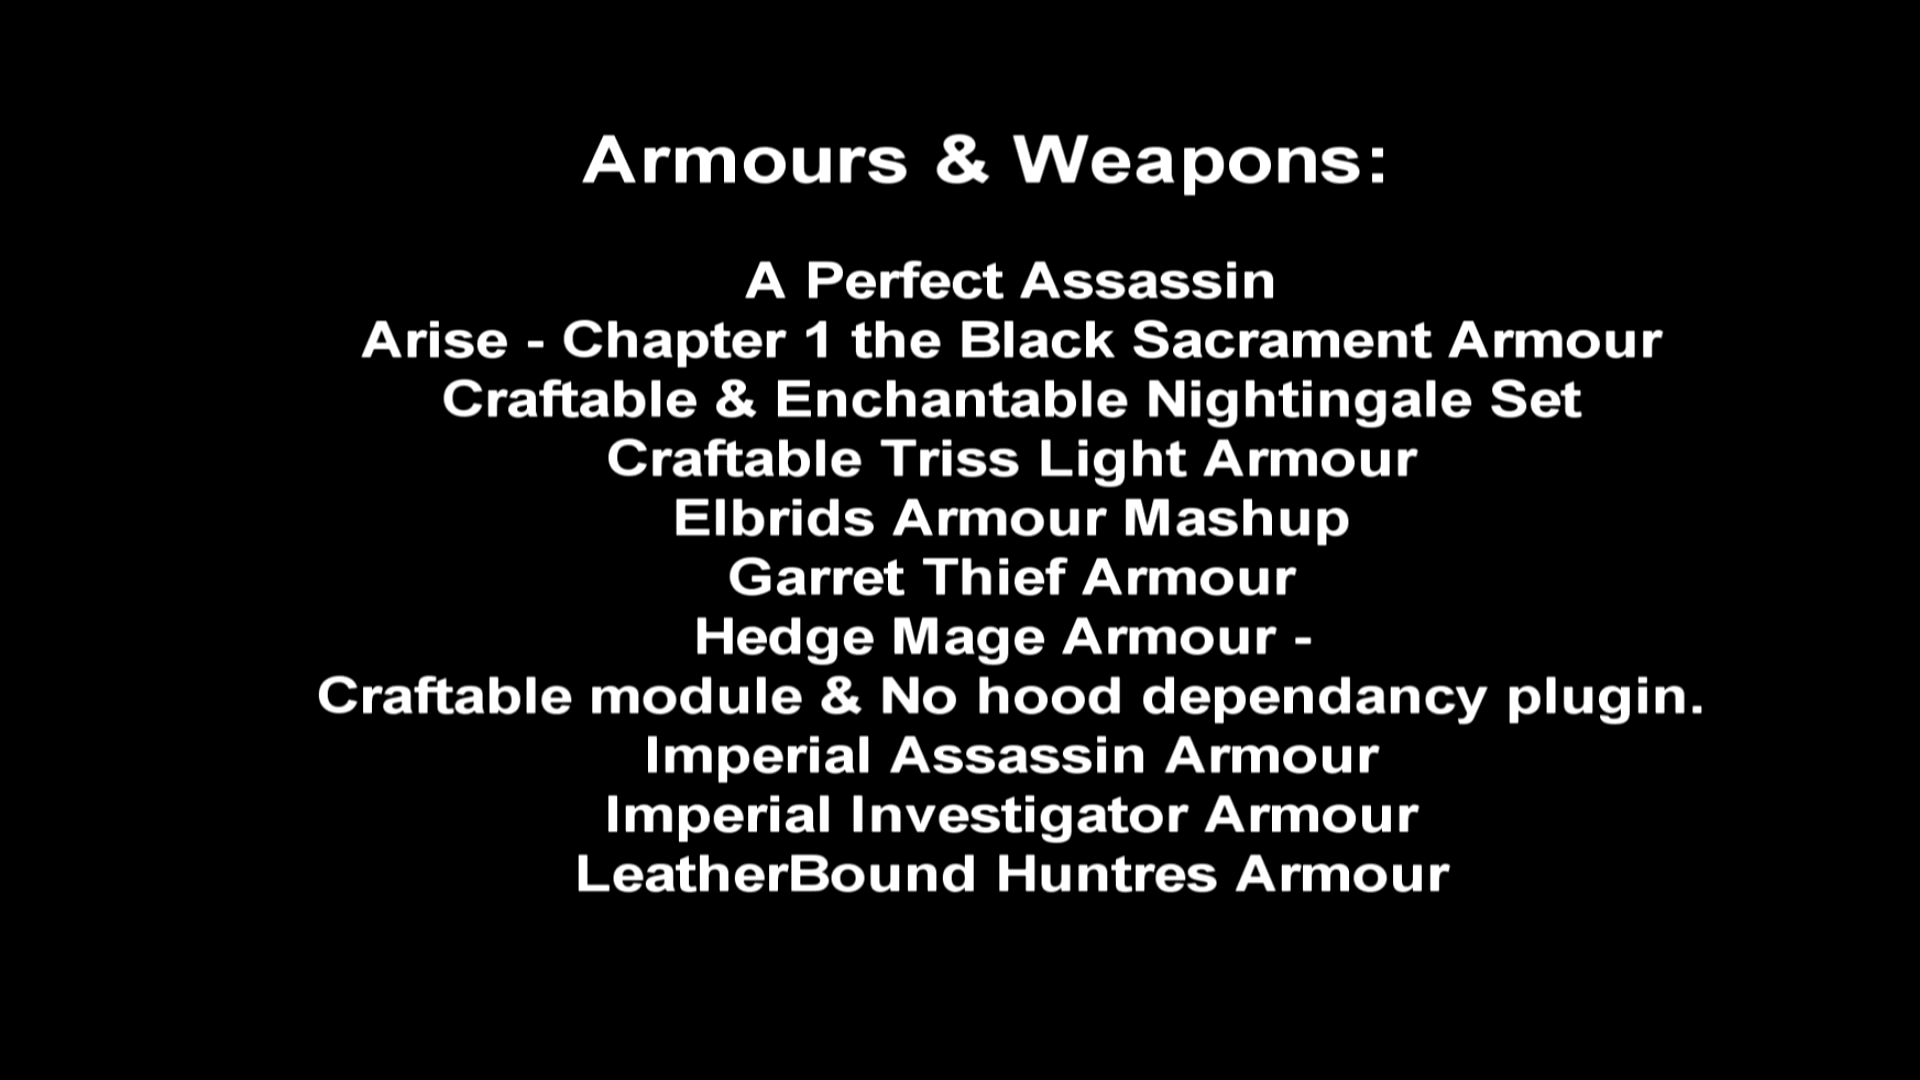 Armours & Weapons:
A Perfect Assassin
Arise - Chapter 1 the Black Sacrament Armour
Craftable & Enchantable Nightingale Set
Craftable Triss Light Armour
Elbrids Armour Mashup
Garret Thief Armour
Hedge Mage Armour -
Craftable module & No hood dependancy plugin.
Imperial Assassin Armour
Imperial Investigator Armour
LeatherBound Huntres Armour